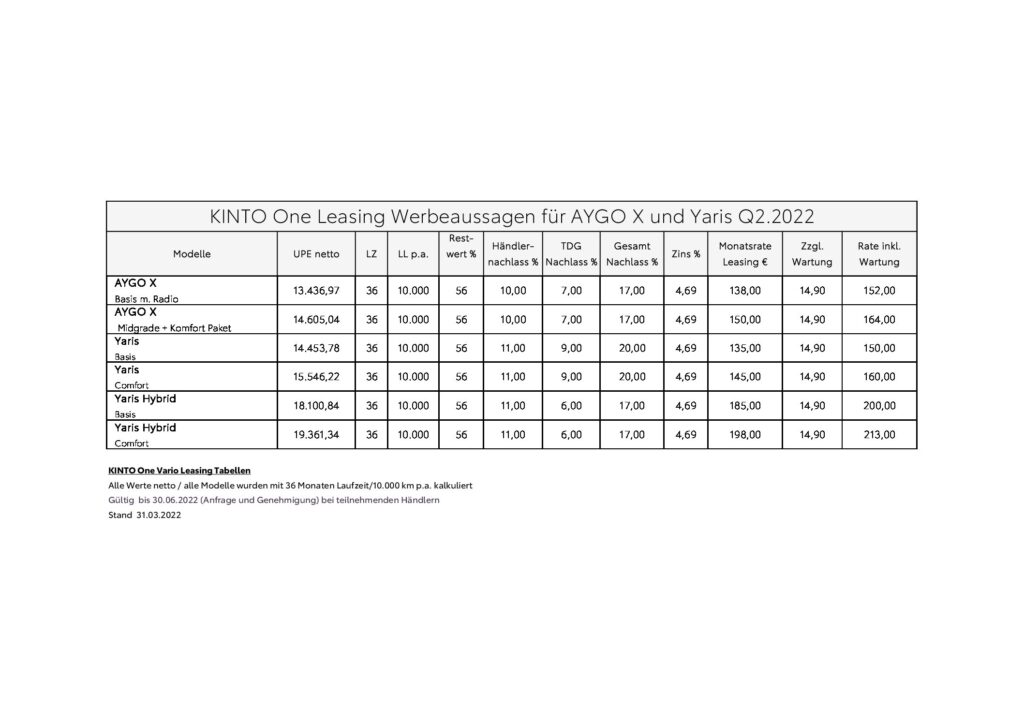 KINTO One Leasing Werbeaussagen für AYGO X und Yaris Q2.2022
Modelle UPE netto LZ LL p.a. Rest-wert % Händler-nachlass % TDG Nachlass % Gesamt Nachlass % Zins % Monatsrate Leasing € Zzgl. Wartung Rate inkl. Wartung
AYGO X
Basis m. Radio 13.436,97 36 10.000 56 10,00 7,00 17,00 4,69 138,00 14,90 152,00
AYGO X
Midgrade + Komfort Paket 14.605,04 36 10.000 56 10,00 7,00 17,00 4,69 150,00 14,90 164,00
Yaris
Basis 14.453,78 36 10.000 56 11,00 9,00 20,00 4,69 135,00 14,90 150,00
Yaris
Comfort 15.546,22 36 10.000 56 11,00 9,00 20,00 4,69 145,00 14,90 160,00
Yaris Hybrid
Basis 18.100,84 36 10.000 56 11,00 6,00 17,00 4,69 185,00 14,90 200,00
Yaris Hybrid
Comfort 19.361,34 36 10.000 56 11,00 6,00 17,00 4,69 198,00 14,90 213,00
KINTO One Vario Leasing Tabellen
Alle Werte netto / alle Modelle wurden mit 36 Monaten Laufzeit/10.000 km p.a. kalkuliert
Gültig bis 30.06.2022 (Anfrage und Genehmigung) bei teilnehmenden Händlern
Stand 31.03.2022